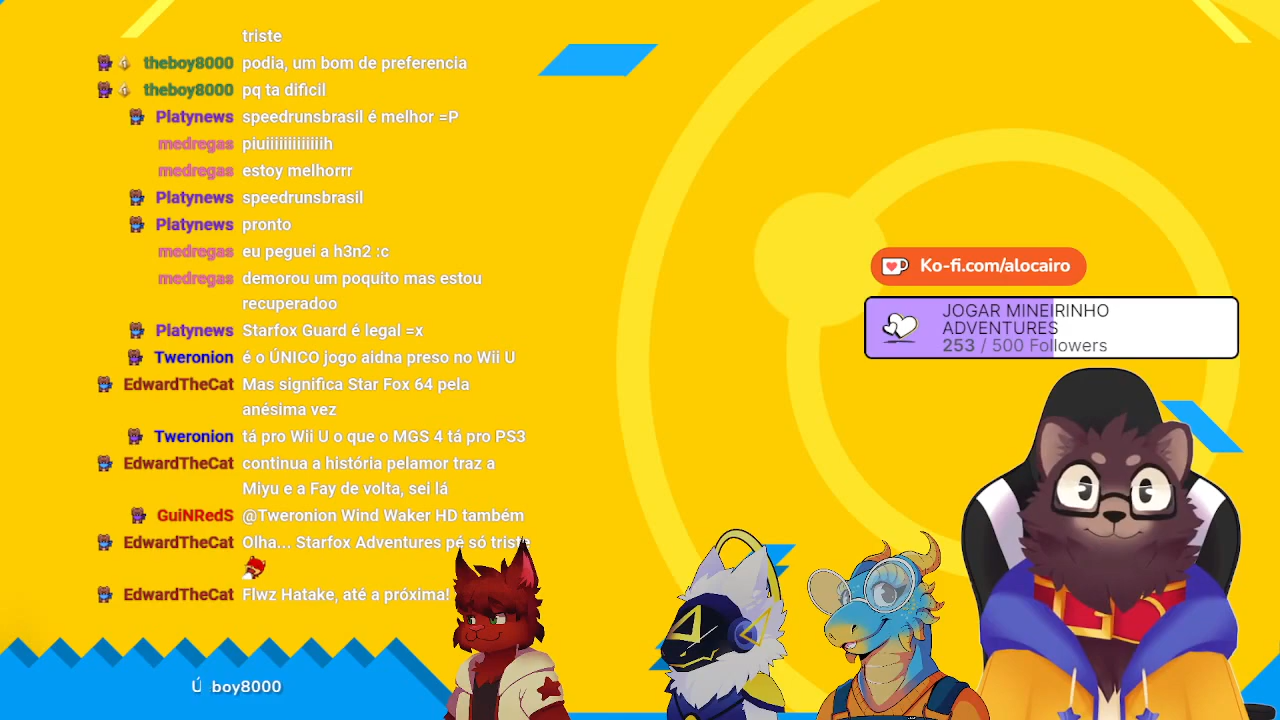 triste
theboy8000 podia, um bom de preferencia
theboy8000 pq ta dificil
Platynews speedrunsbrasil é melhor =P
medregas piuiiiiiiiiiiiiih
medregas estoy melhorrr
Platynews speedrunsbrasil
Platynews pronto
medregas eu peguei a h3n2 :c
medregas demorou um poquito mas estou
recuperadoo
Platynews Starfox Guard é legal =x
Tweronion é o ÚNICO jogo aidna preso no Wii U
EdwardTheCat Mas significa Star Fox 64 pela
anésima vez
Tweronion tá pro Wii U o que o MGS 4 tá pro PS3
EdwardTheCat continua a história pelamor traz a
Miyu e a Fay de volta, sei lá
GuiNRedS @Tweronion Wind Waker HD também
EdwardTheCat Olha... Starfox Adventures pé só triste
EdwardTheCat Flwz Hatake, até a próxima!
Ú boy8000
Ko-fi.com/alocairo
JOGAR MINEIRINHO
ADVENTURES
253 / 500 Followers